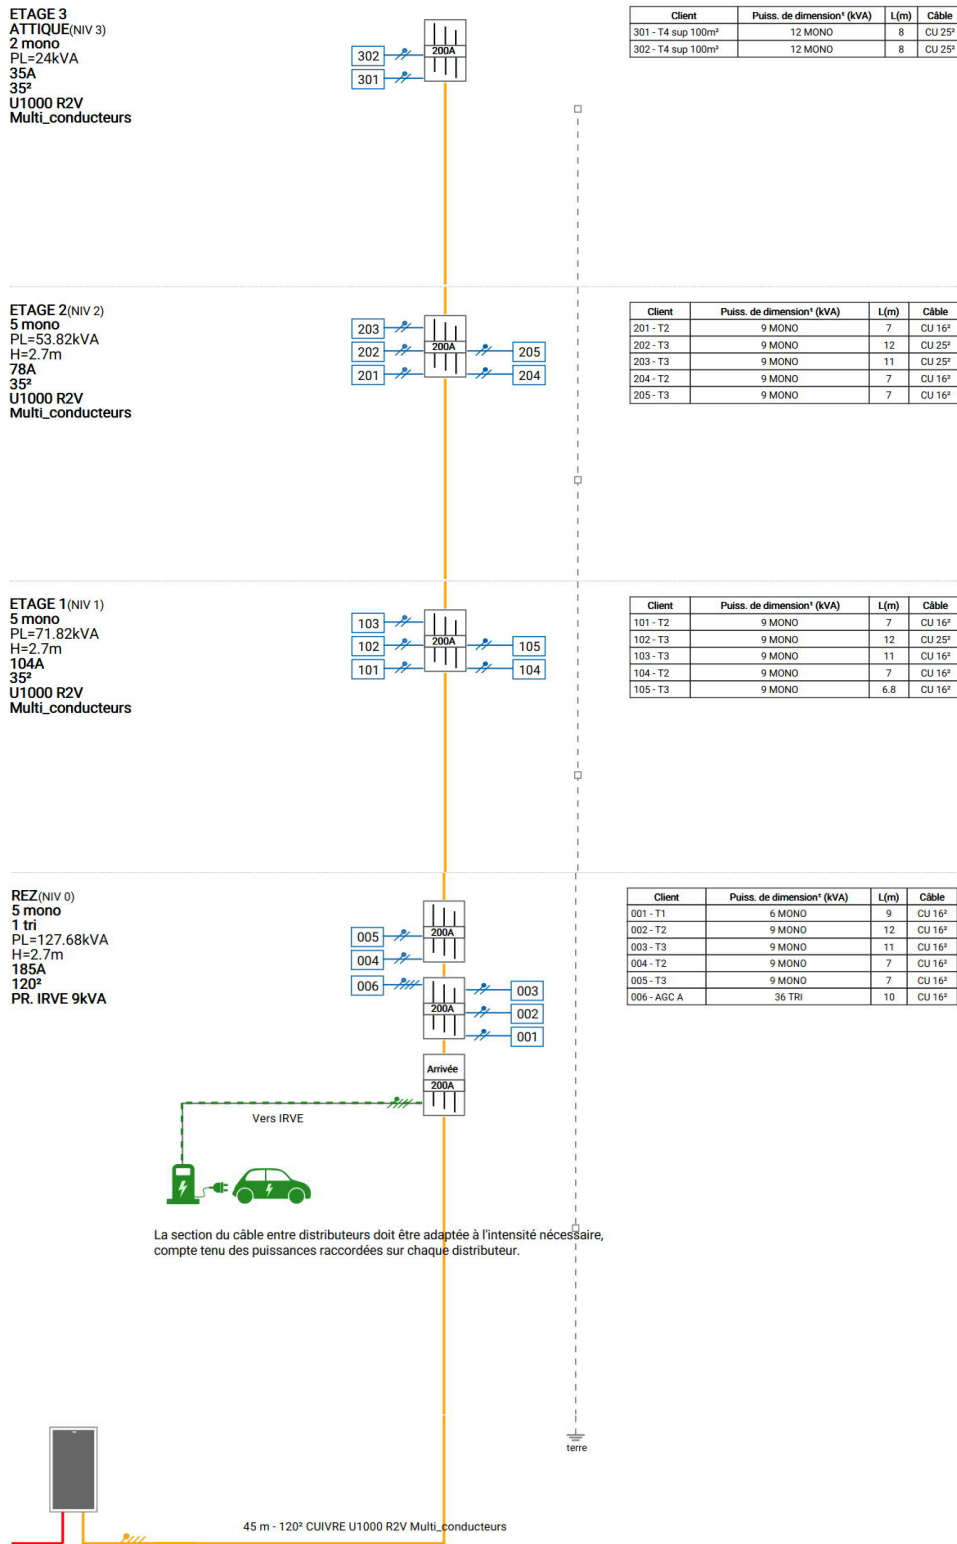 ETAGE 3
ATTIQUE(NIV 3)
2 mono
PL=24kVA
35A
35²
U1000 R2V
Multi_conducteurs
200A
302
301
Client Puiss. de dimension¹ (kVA) L(m) Câble
301 - T4 sup 100m² 12 MONO 8 CU 25²
302 - T4 sup 100m² 12 MONO 8 CU 25²
ETAGE 2(NIV 2)
5 mono
PL=53.82kVA
H=2.7m
78A
35²
U1000 R2V
Multi_conducteurs
203
202 200A 205
201 204
Client Puiss. de dimension¹ (kVA) L(m) Câble
201 - T2 9 MONO 7 CU 16²
202 - T3 9 MONO 12 CU 25²
203 - T3 9 MONO 11 CU 25²
204 - T2 9 MONO 7 CU 16²
205 - T3 9 MONO 7 CU 16²
ETAGE 1(NIV 1)
5 mono
PL=71.82kVA
H=2.7m
104A
35²
U1000 R2V
Multi_conducteurs
103
102 200A 105
101 104
Client Puiss. de dimension¹ (kVA) L(m) Câble
101 - T2 9 MONO 7 CU 16²
102 - T3 9 MONO 12 CU 25²
103 - T3 9 MONO 11 CU 16²
104 - T2 9 MONO 7 CU 16²
105 - T3 9 MONO 6.8 CU 16²
REZ(NIV 0)
5 mono
1 tri
PL=127.68kVA
H=2.7m
185A
120²
PR. IRVE 9kVA
005 200A
004
006 003
200A 002
001
Arrivée
200A
Client Puiss. de dimension¹ (kVA) L(m) Câble
001 - T1 6 MONO 9 CU 16²
002 - T2 9 MONO 12 CU 16²
003 - T3 9 MONO 11 CU 16²
004 - T2 9 MONO 7 CU 16²
005 - T3 9 MONO 7 CU 16²
006 - AGC A 36 TRI 10 CU 16²
Vers IRVE
La section du câble entre distributeurs doit être adaptée à l'intensité nécessaire,
compte tenu des puissances raccordées sur chaque distributeur.
terre
45 m - 120² CUIVRE U1000 R2V Multi_conducteurs